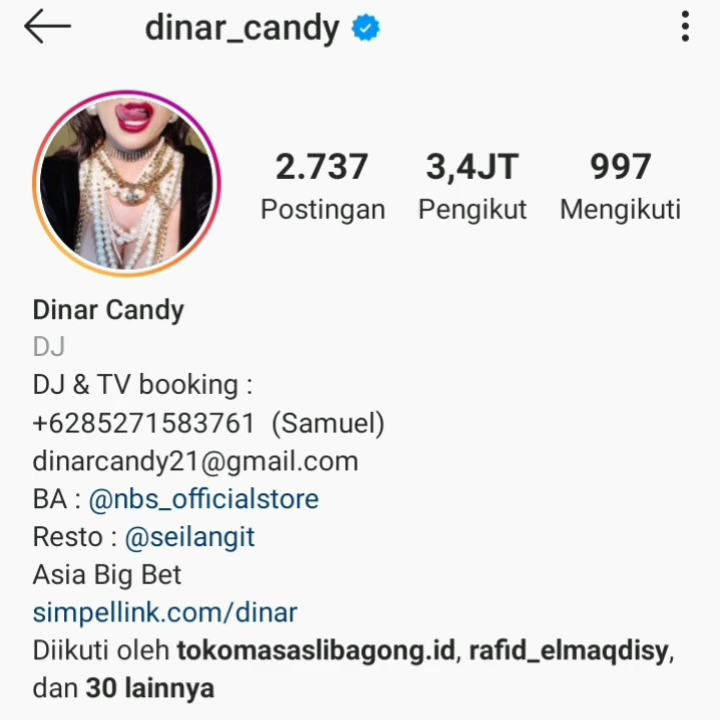 dinar_candy
2.737 3,4JT 997
Postingan Pengikut Mengikuti
Dinar Candy
DJ
DJ & TV booking :
+6285271583761 (Samuel)
dinarcandy21@gmail.com
BA : @nbs_officialstore
Resto : @seilangit
Asia Big Bet
simpellink.com/dinar
Diikuti oleh tokomasaslibagong.id, rafid_elmaqdisy,
dan 30 lainnya